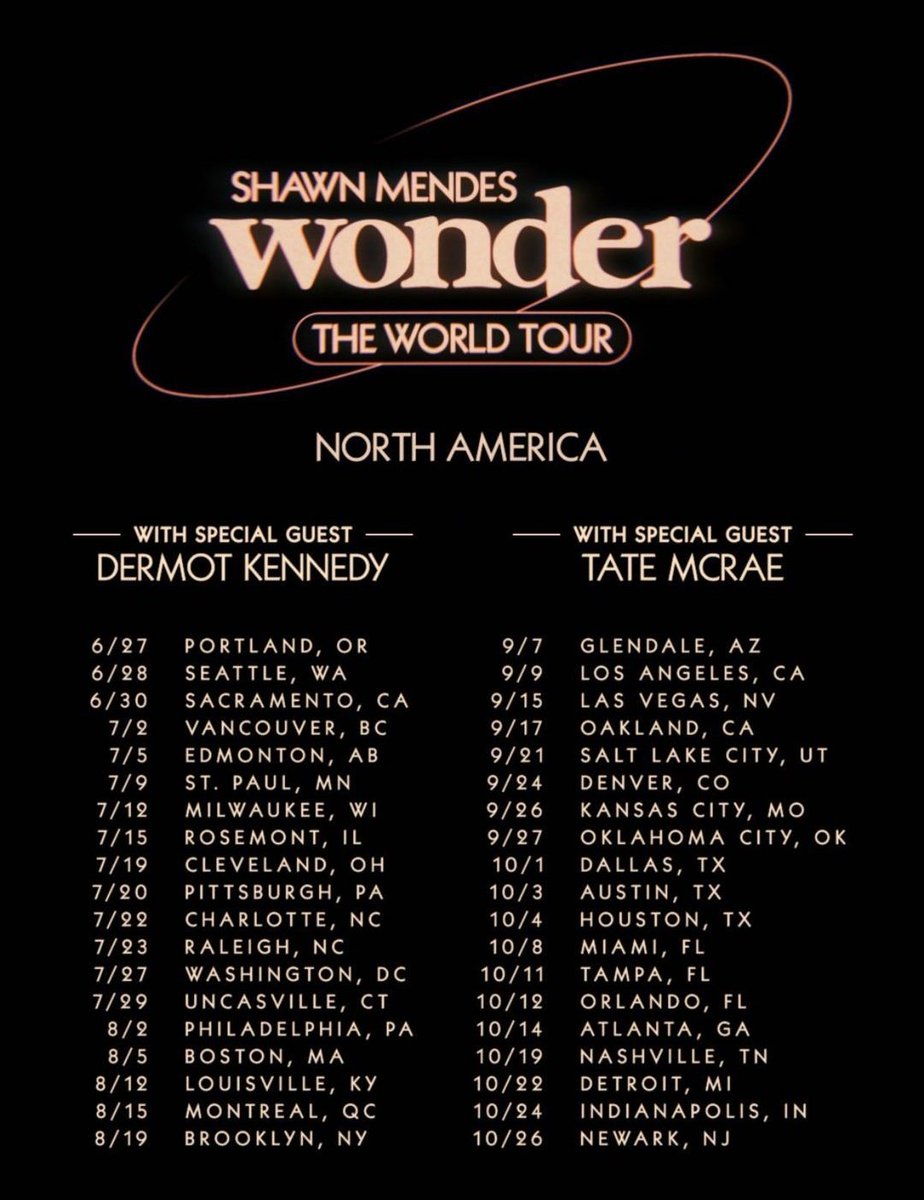 SHAWN MENDES
wonder
THE WORLD TOUR
NORTH AMERICA
WITH SPECIAL GUEST
DERMOT KENNEDY
6/27 PORTLAND, OR
6/28 SEATTLE, WA
6/30 SACRAMENTO, CA
7/2 VANCOUVER, BC
7/5 EDMONTON, AB
7/9 ST. PAUL, MN
7/12 MILWAUKEE, WI
7/15 ROSEMONT, IL
7/19 CLEVELAND, OH
7/20 PITTSBURGH, PA
7/22 CHARLOTTE, NC
7/23 RALEIGH, NC
7/27 WASHINGTON, DC
7/29 UNCASVILLE, CT
8/2 PHILADELPHIA, PA
8/5 BOSTON, MA
8/12 LOUISVILLE, KY
8/15 MONTREAL, QC
8/19 BROOKLYN, NY
WITH SPECIAL GUEST
TATE MCRAE
9/7 GLENDALE, AZ
9/9 LOS ANGELES, CA
9/15 LAS VEGAS, NV
9/17 OAKLAND, CA
9/21 SALT LAKE CITY, UT
9/24 DENVER, CO
9/26 KANSAS CITY, MO
9/27 OKLAHOMA CITY, OK
10/1 DALLAS, TX
10/3 AUSTIN, TX
10/4 HOUSTON, TX
10/8 MIAMI, FL
10/11 TAMPA, FL
10/12 ORLANDO, FL
10/14 ATLANTA, GA
10/19 NASHVILLE, TN
10/22 DETROIT, MI
10/24 INDIANAPOLIS, IN
10/26 NEWARK, NJ